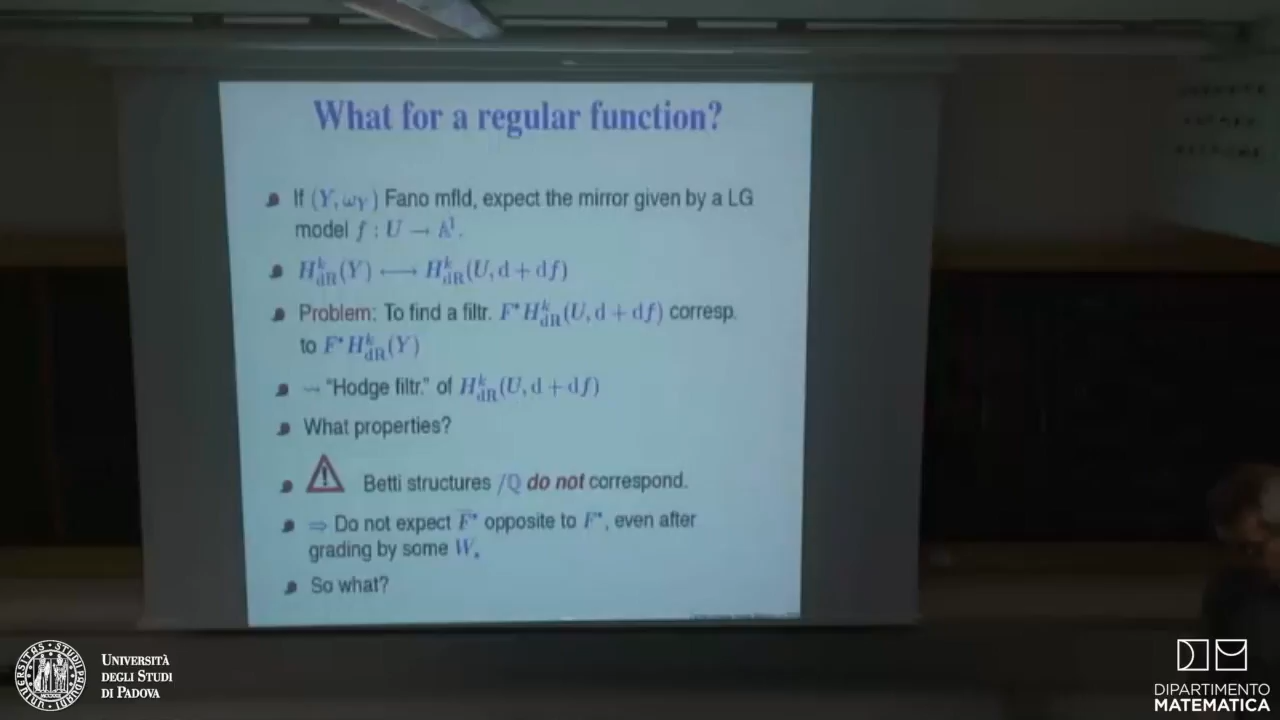 What for a regular function?
If (Y, ω_Y) Fano mfld, expect the mirror given by a LG
model f : U → 𝔸¹.
H^k_dR(Y) ⟷ H^k_dR(U, d + df)
Problem: To find a filtr. F^• H^k_dR(U, d + df) corresp.
to F^• H^k_dR(Y)
⇝ "Hodge filtr." of H^k_dR(U, d + df)
What properties?
! Betti structures /ℚ do not correspond.
⇒ Do not expect F̄^• opposite to F^•, even after
grading by some W_•
So what?
UNIVERSITÀ
DEGLI STUDI
DI PADOVA
DIPARTIMENTO
MATEMATICA